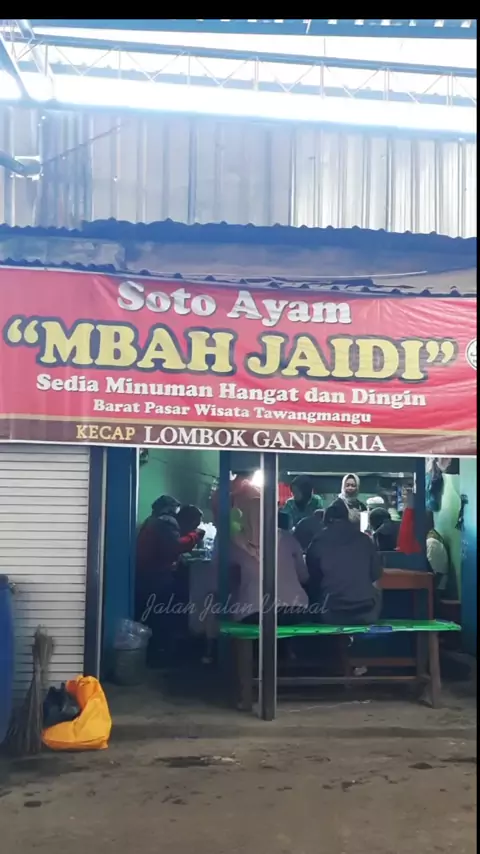 Soto Ayam
“MBAH JAIDI”
Sedia Minuman Hangat dan Dingin
Barat Pasar Wisata Tawangmangu
KECAP LOMBOK GANDARIA
Jalan Jalan Virtual